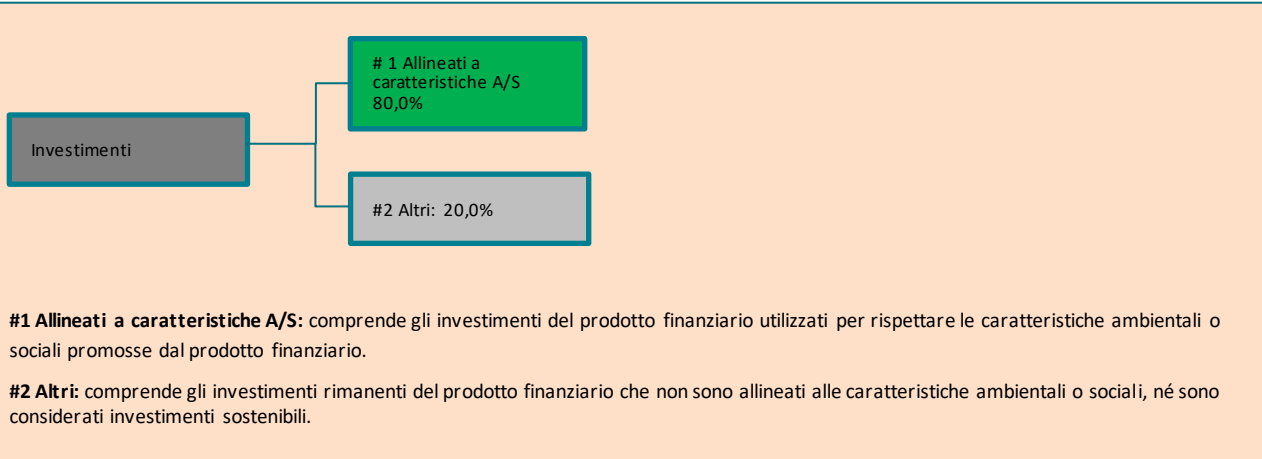 # 1 Allineati a
caratteristiche A/S
80,0%
Investimenti
#2 Altri: 20,0%
#1 Allineati a caratteristiche A/S: comprende gli investimenti del prodotto finanziario utilizzati per rispettare le caratteristiche ambientali o
sociali promosse dal prodotto finanziario.
#2 Altri: comprende gli investimenti rimanenti del prodotto finanziario che non sono allineati alle caratteristiche ambientali o sociali, né sono
considerati investimenti sostenibili.